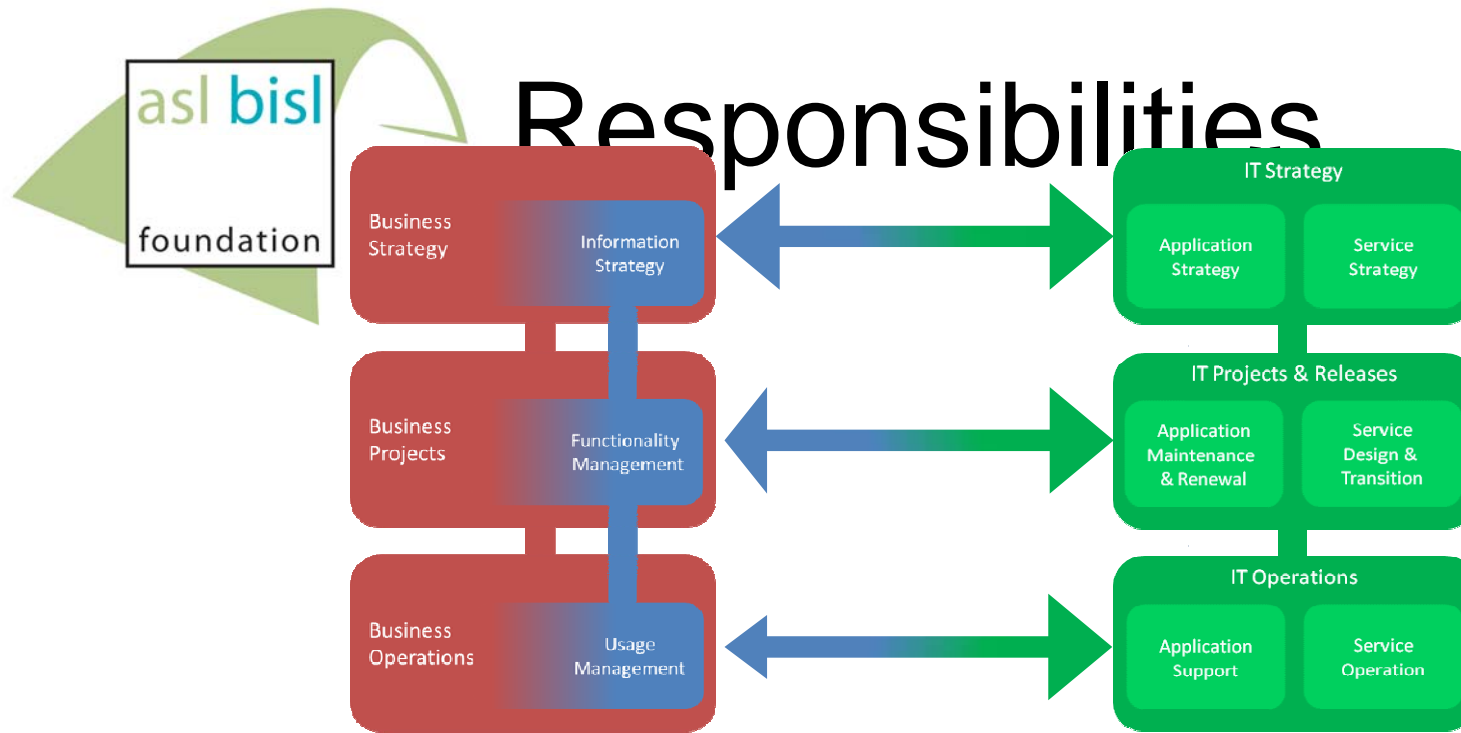 asl bisl
foundation
Responsibilities
Business
Strategy
Information
Strategy
IT Strategy
Application
Strategy
Service
Strategy
Business
Projects
Functionality
Management
IT Projects & Releases
Application
Maintenance
& Renewal
Service
Design &
Transition
Business
Operations
Usage
Management
IT Operations
Application
Support
Service
Operation